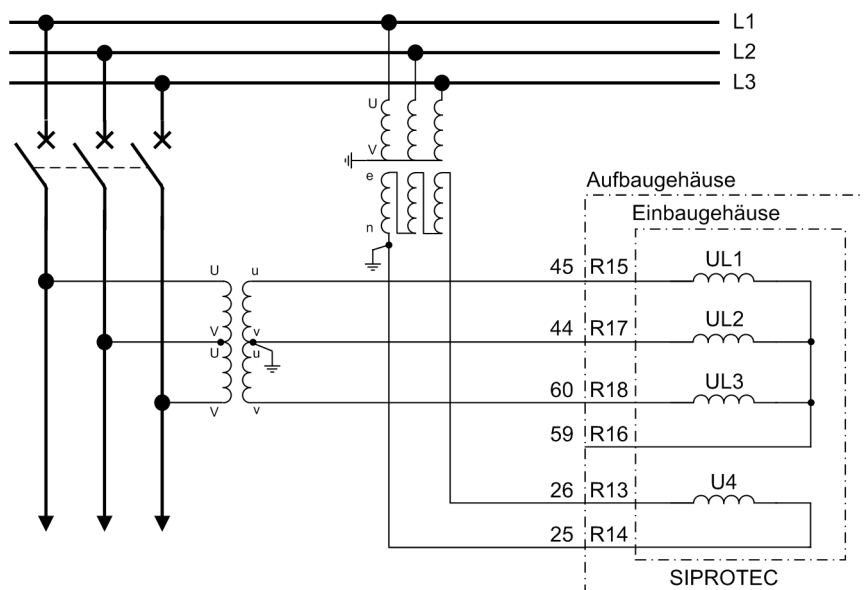 L1
L2
L3
U
V
e
n
Aufbaugehäuse
Einbaugehäuse
U u
45 R15 UL1
44 R17 UL2
V v
U u
60 R18 UL3
V v
59 R16
26 R13 U4
25 R14
SIPROTEC